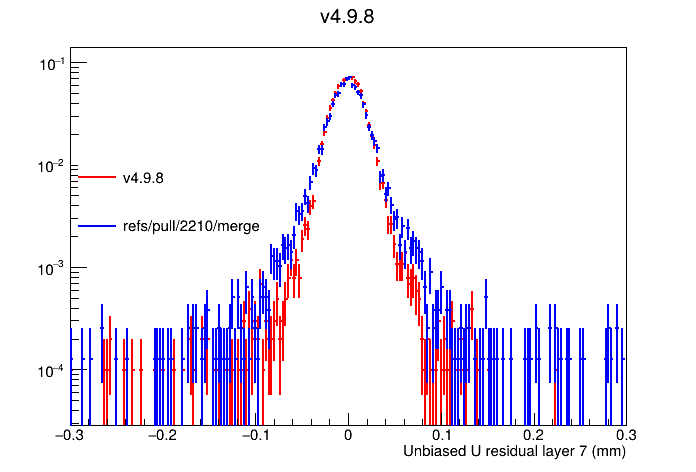 v4.9.8
10⁻¹
10⁻²
v4.9.8
refs/pull/2210/merge
10⁻³
10⁻⁴
−0.3 −0.2 −0.1 0 0.1 0.2 0.3
Unbiased U residual layer 7 (mm)